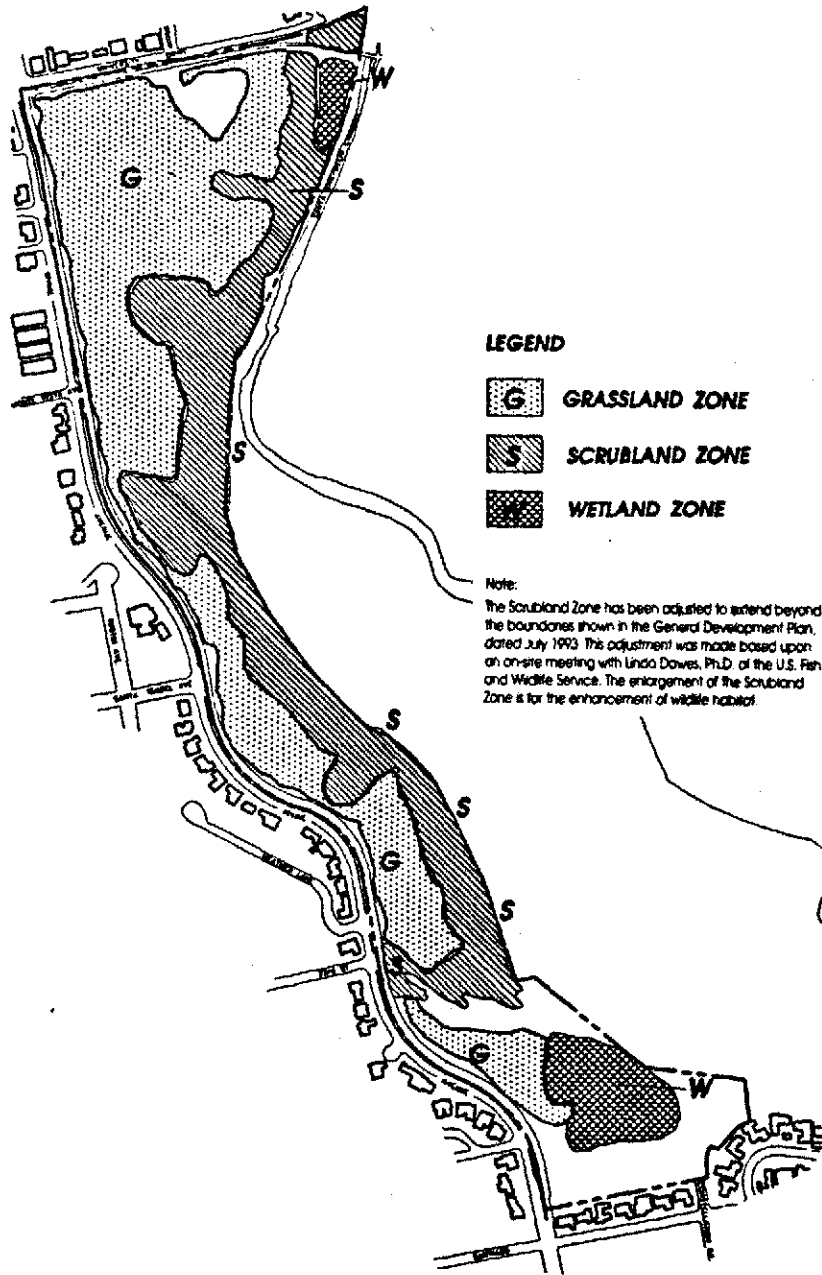 W
G
S
LEGEND
G GRASSLAND ZONE
S
S SCRUBLAND ZONE
W WETLAND ZONE
Note:
The Scrubland Zone has been adjusted to extend beyond
the boundaries shown in the General Development Plan,
dated July 1993. This adjustment was made based upon
an on-site meeting with Linda Dawes, Ph.D. of the U.S. Fish
and Wildlife Service. The enlargement of the Scrubland
Zone is for the enhancement of wildlife habitat.
S
S
G
S
S
G
W